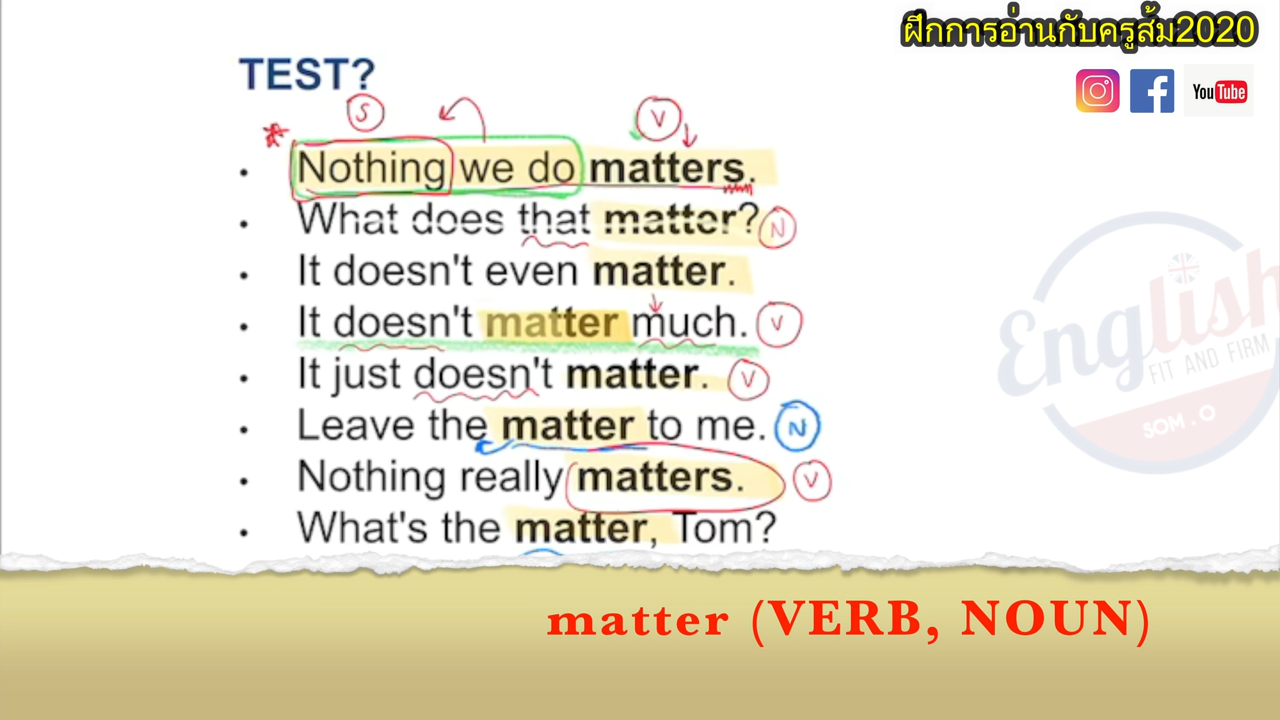 ฝึกการอ่านกับครูส้ม2020
YouTube
TEST?
S
V
Nothing we do matters.
What does that matter? N
It doesn't even matter.
It doesn't matter much. V
It just doesn't matter. V
Leave the matter to me. N
Nothing really matters. V
What's the matter, Tom?
English
FIT AND FIRM
SOM.O
matter (VERB, NOUN)